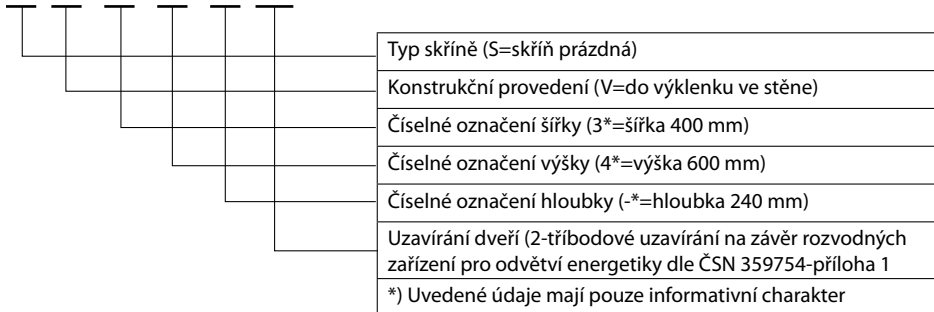 Typ skříně (S=skříň prázdná)
Konstrukční provedení (V=do výklenku ve stěne)
Číselné označení šířky (3*=šířka 400 mm)
Číselné označení výšky (4*=výška 600 mm)
Číselné označení hloubky (-*=hloubka 240 mm)
Uzavírání dveří (2-tříbodové uzavírání na závěr rozvodných
zařízení pro odvětví energetiky dle ČSN 359754-příloha 1
*) Uvedené údaje mají pouze informativní charakter